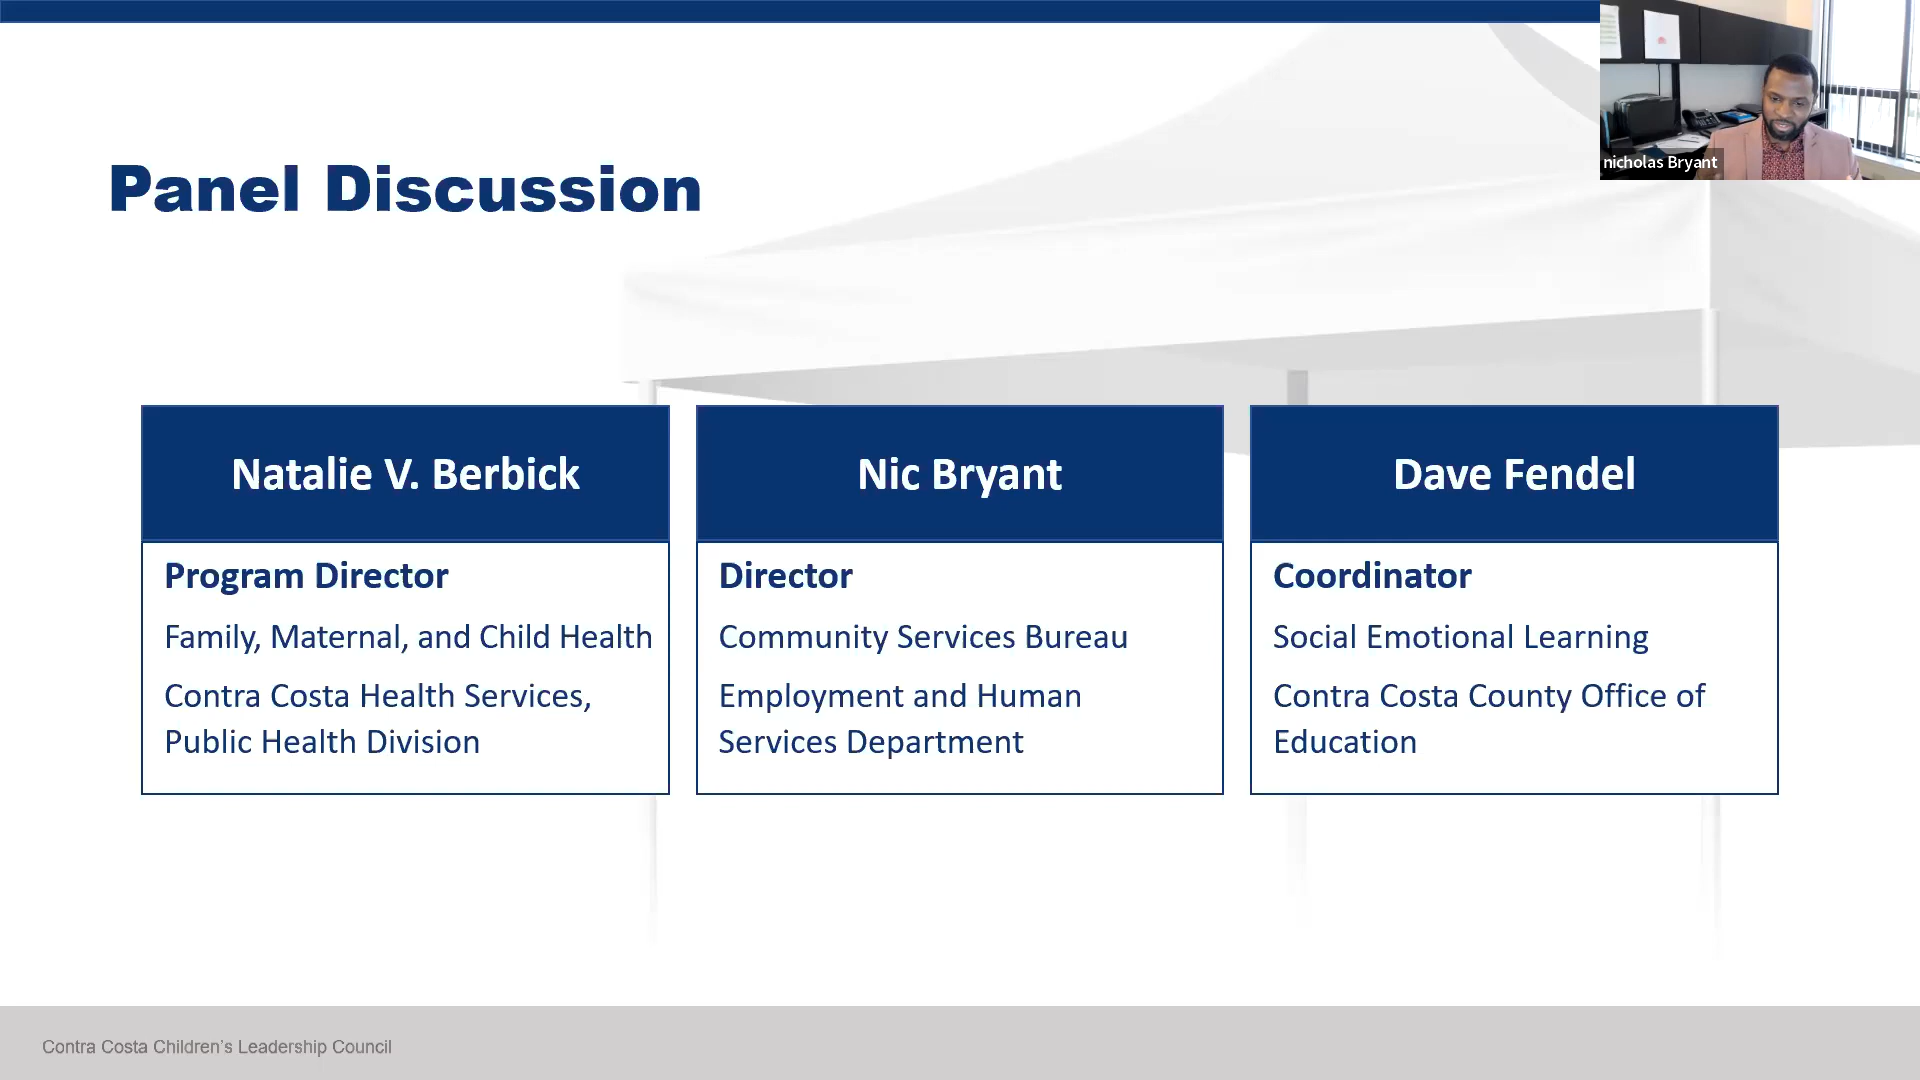 nicholas Bryant
Panel Discussion
Natalie V. Berbick
Program Director
Family, Maternal, and Child Health
Contra Costa Health Services,
Public Health Division
Nic Bryant
Director
Community Services Bureau
Employment and Human
Services Department
Dave Fendel
Coordinator
Social Emotional Learning
Contra Costa County Office of
Education
Contra Costa Children's Leadership Council